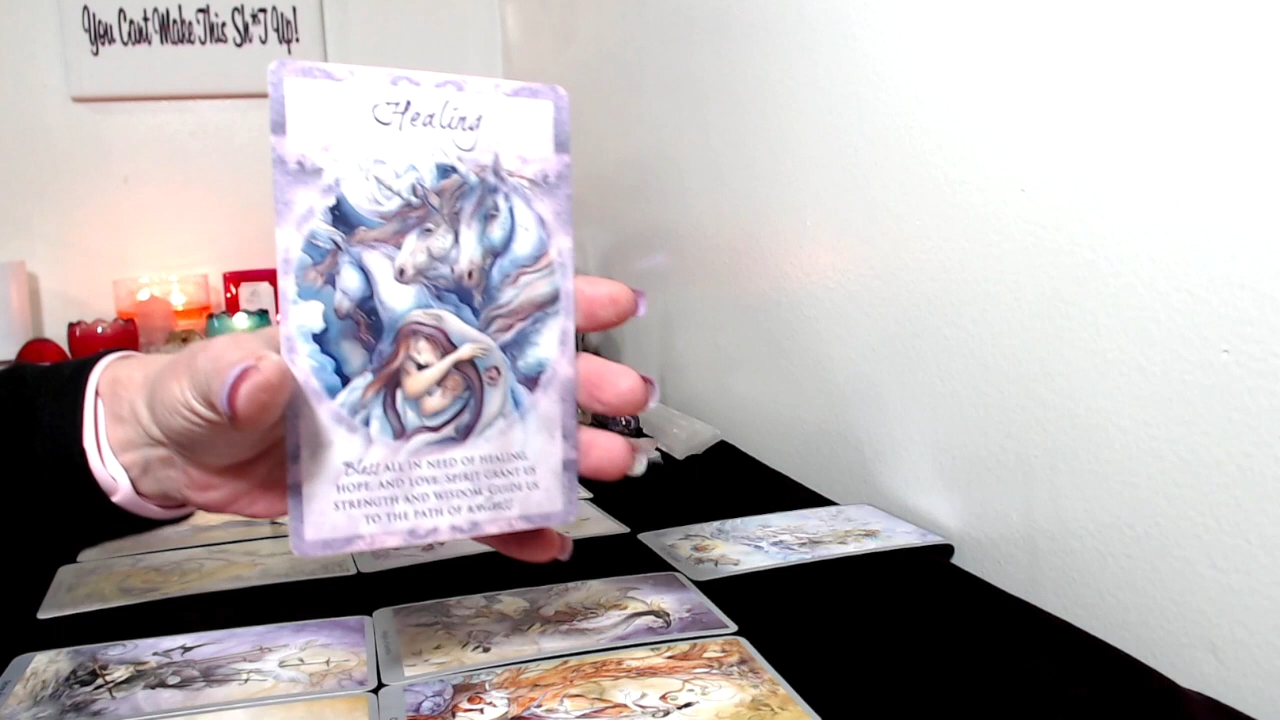 You Cant Make This Sh*T Up!
Healing
Bless ALL IN NEED OF HEALING,
HOPE, AND LOVE. SPIRIT GRANT US
STRENGTH AND WISDOM. GUIDE US
TO THE PATH OF